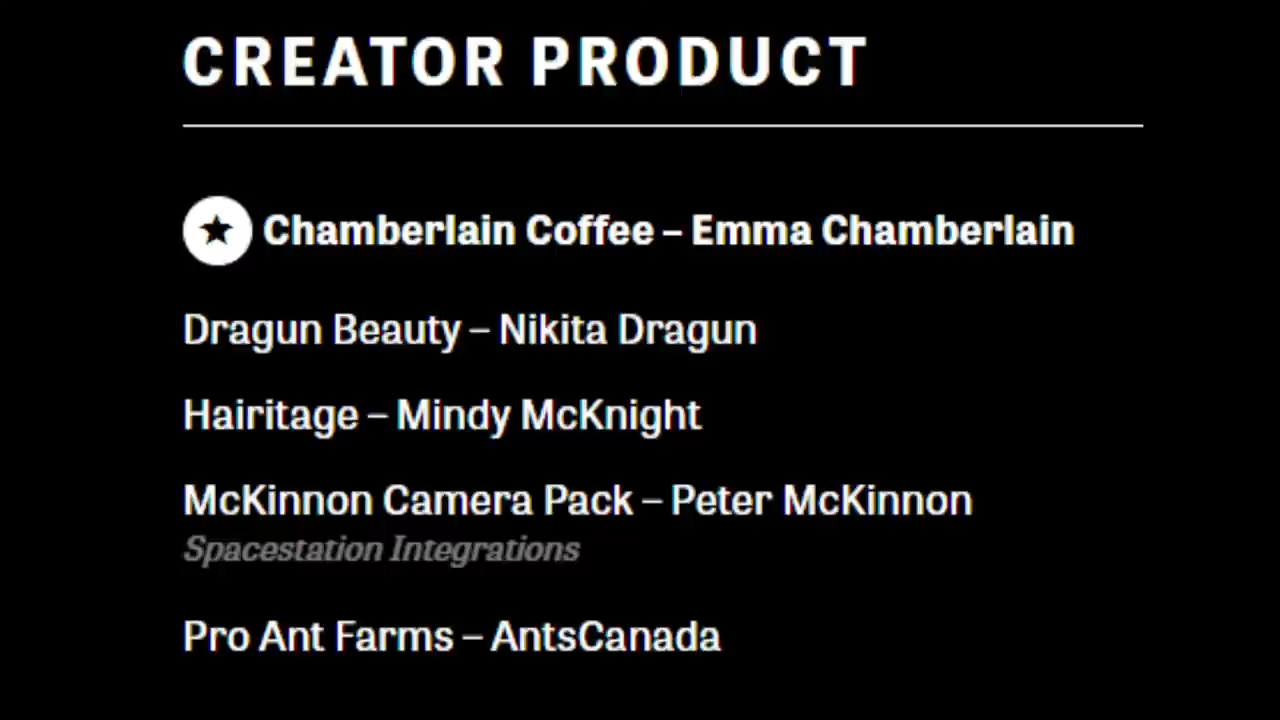 CREATOR PRODUCT
Chamberlain Coffee – Emma Chamberlain
Dragun Beauty – Nikita Dragun
Hairitage – Mindy McKnight
McKinnon Camera Pack – Peter McKinnon
Spacestation Integrations
Pro Ant Farms – AntsCanada